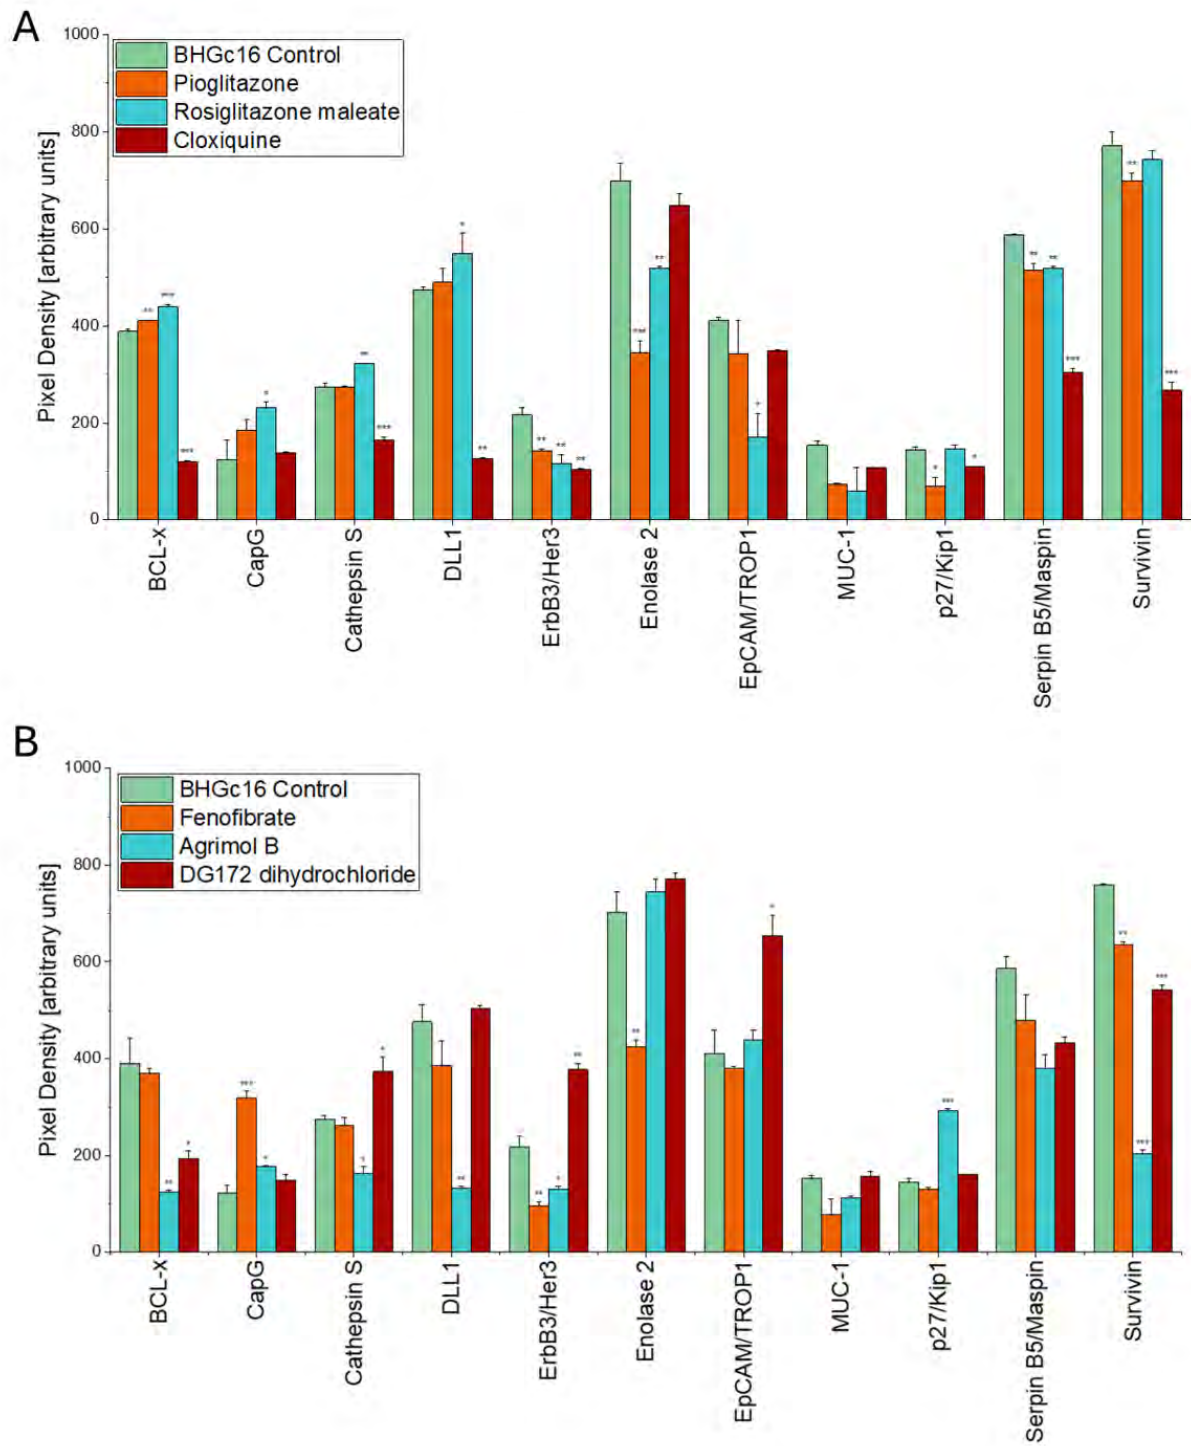 A
1000
800
600
400
200
0
Pixel Density [arbitrary units]
BHGc16 Control
Pioglitazone
Rosiglitazone maleate
Cloxiquine
** *** ***
*
** ***
* **
** ** **
*** **
*
* *
** ** ***
** ***
BCL-X
CapG
Cathepsin S
DLL1
ErbB3/Her3
Enolase 2
EpCAM/TROP1
MUC-1
p27/Kip1
Serpin B5/Maspin
Survivin
B
1000
800
600
400
200
0
Pixel Density [arbitrary units]
BHGc16 Control
Fenofibrate
Agrimol B
DG172 dihydrochloride
** *
*** *
* *
**
** * **
**
*
***
** *** ***
BCL-X
CapG
Cathepsin S
DLL1
ErbB3/Her3
Enolase 2
EpCAM/TROP1
MUC-1
p27/Kip1
Serpin B5/Maspin
Survivin